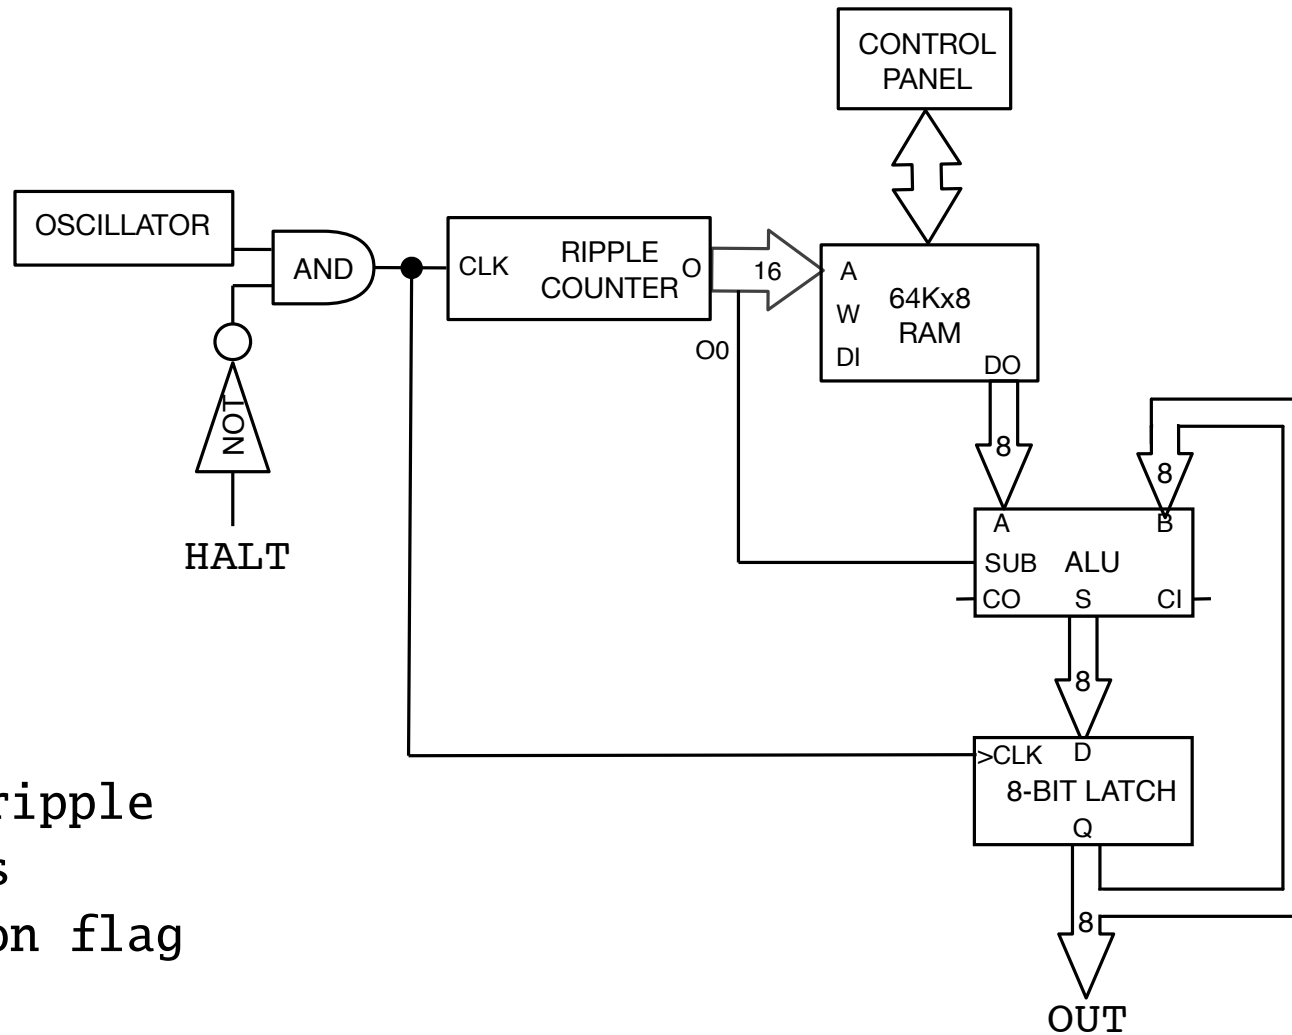 CONTROL
PANEL
OSCILLATOR
AND
CLK
RIPPLE
COUNTER
O
16
A
W
DI
64Kx8
RAM
DO
O0
NOT
HALT
8
8
A
B
SUB
ALU
CO
S
CI
8
>CLK
D
8-BIT LATCH
Q
8
OUT
ripple
on flag